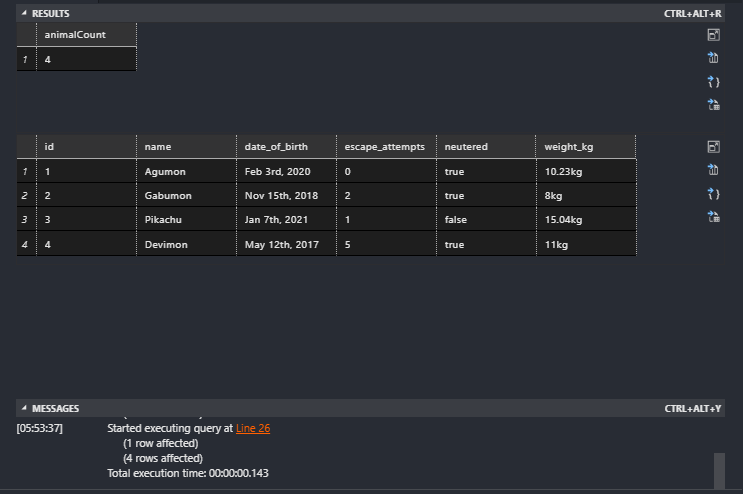 RESULTS CTRL+ALT+R
animalCount
1 4
id name date_of_birth escape_attempts neutered weight_kg
1 1 Agumon Feb 3rd, 2020 0 true 10.23kg
2 2 Gabumon Nov 15th, 2018 2 true 8kg
3 3 Pikachu Jan 7th, 2021 1 false 15.04kg
4 4 Devimon May 12th, 2017 5 true 11kg
MESSAGES CTRL+ALT+Y
[05:53:37] Started executing query at Line 26
(1 row affected)
(4 rows affected)
Total execution time: 00:00:00.143